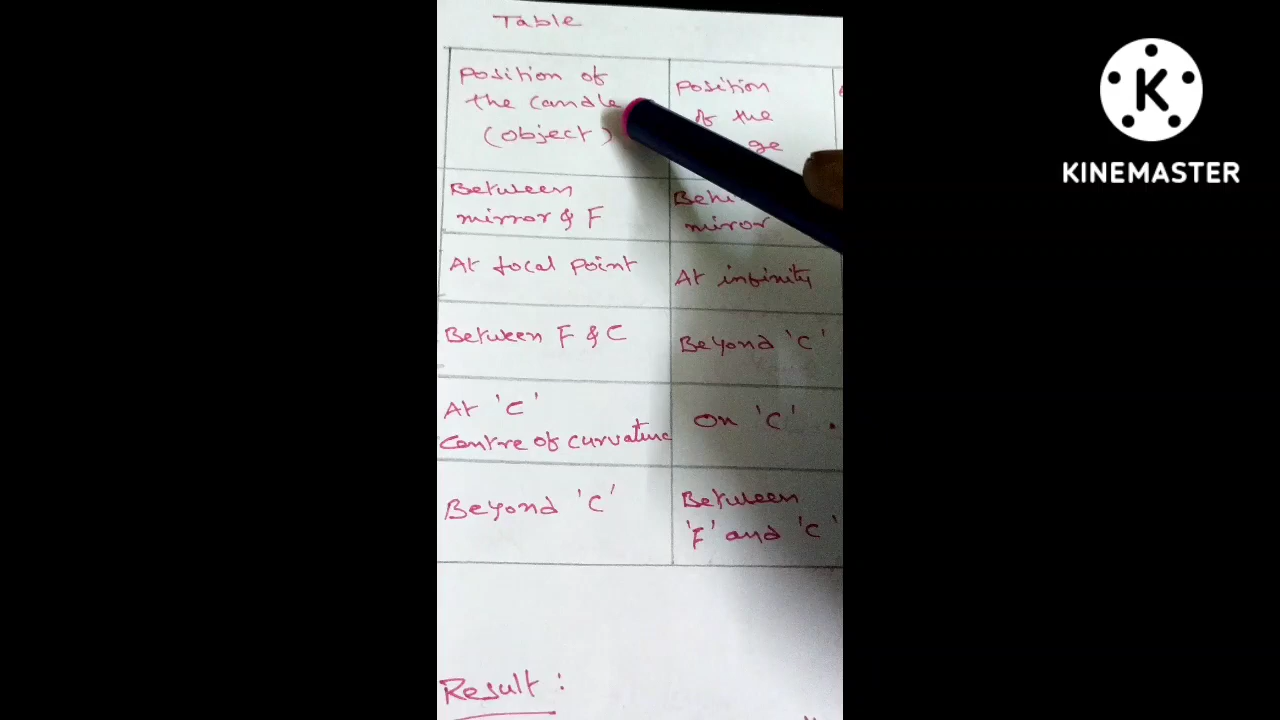 Table
Position of
the candle
(object)
Position
of the
Between
mirror & F
miror
At focal point
At infinity
Between F & C
Beyond 'C'
At 'C'
Centre of curvature
On 'C'
Beyond 'C'
Between
'F' and 'C'
Result :
KINEMASTER